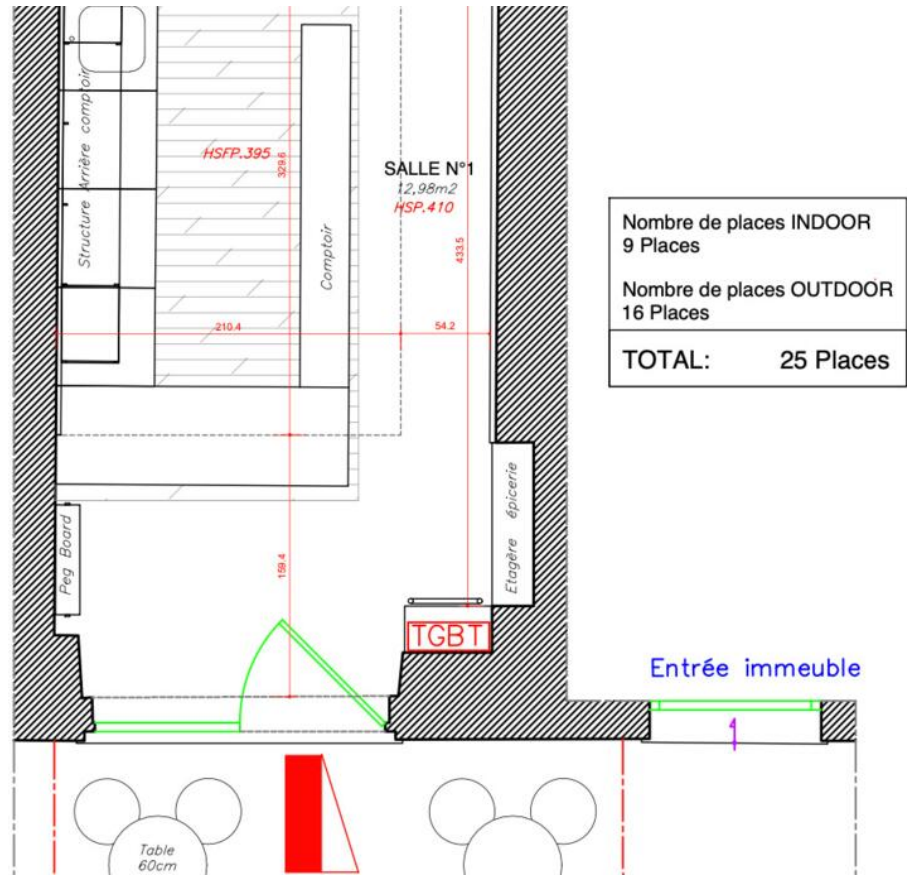 Structure Arrière comptoir
HSFP.395
329.6
SALLE N°1
12,98m2
HSP.410
Comptoir
433.5
210.4
54.2
Nombre de places INDOOR
9 Places
Nombre de places OUTDOOR
16 Places
TOTAL: 25 Places
Peg Board
159.4
Etagère épicerie
TGBT
Entrée immeuble
4
Table
60cm